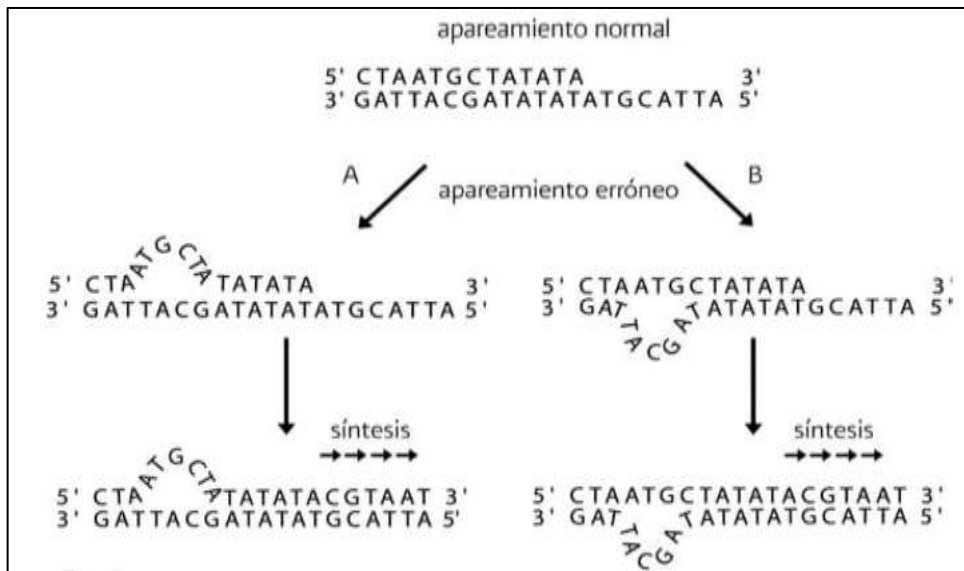 apareamiento normal
5' CTAATGCTATATA 3'
3' GATTACGATATATATGCATTA 5'
A
B
apareamiento erróneo
5' CTAATGCTATATATA 3'
3' GATTACGATATATATGCATTA 5'
5' CTAATGCTATATA 3'
3' GATTACGATATATATGCATTA 5'
síntesis
5' CTAATGCTATATATACGTAAT 3'
3' GATTACGATATATGCATTA 5'
síntesis
5' CTAATGCTATATACGTAAT 3'
3' GATTACGATATATATGCATTA 5'